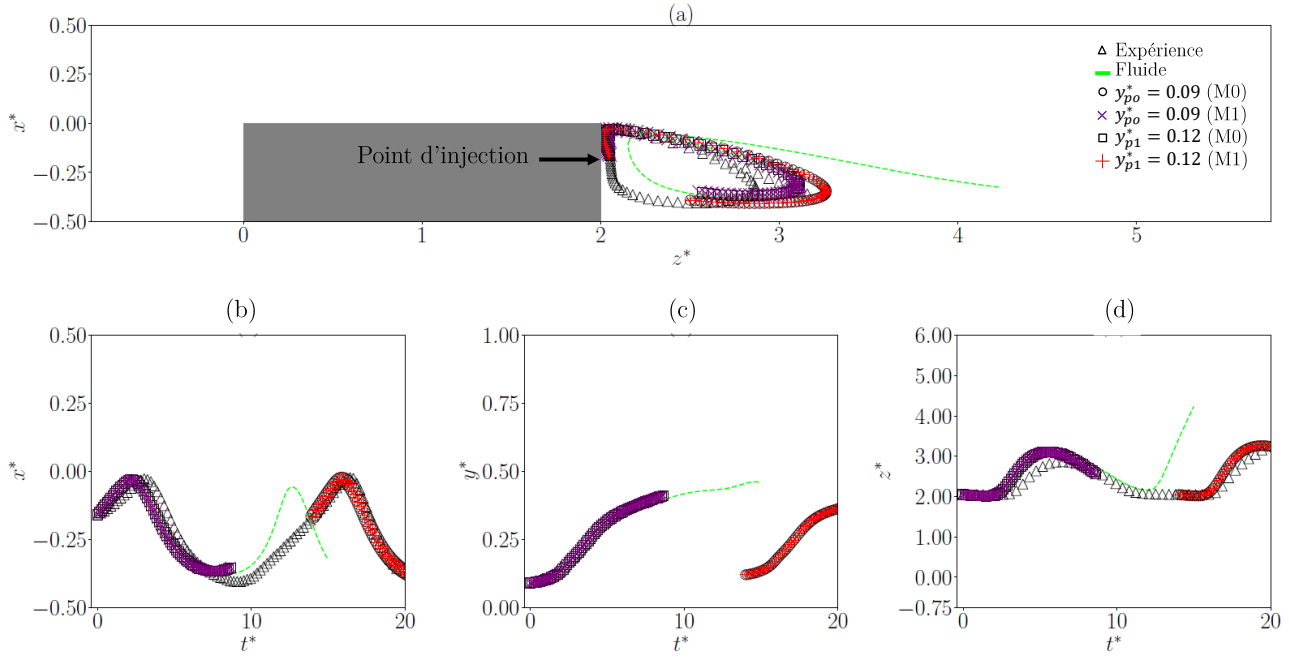 (a)
0.50
0.25
0.00
−0.25
−0.50
x*
Point d'injection
Expérience
Fluide
y*po = 0.09 (M0)
y*po = 0.09 (M1)
y*p1 = 0.12 (M0)
y*p1 = 0.12 (M1)
0 1 2 3 4 5
z*
(b)
0.50
0.25
0.00
−0.25
−0.50
x*
0 10 20
t*
(c)
1.00
0.75
0.50
0.25
0.00
y*
0 10 20
t*
(d)
6.00
5.00
4.00
3.00
2.00
1.00
0.00
−0.75
z*
0 10 20
t*